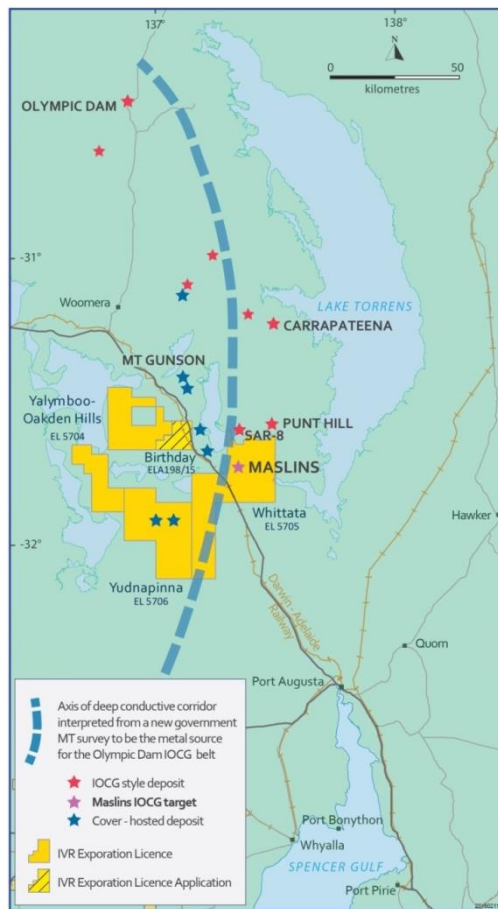 137°
138°
N
0
50
kilometres
OLYMPIC DAM
-31°
Woomera
LAKE TORRENS
CARRAPATEENA
MT GUNSON
Yalymboo-
Oakden Hills
EL 5704
PUNT HILL
SAR-8
Birthday
ELA198/15
MASLINS
Whittata
EL 5705
Hawker
-32°
Yudnapinna
EL 5706
Darwin-Adelaide
Railway
Quorn
Port Augusta
Axis of deep conductive corridor
interpreted from a new government
MT survey to be the metal source
for the Olympic Dam IOCG belt
IOCG style deposit
Maslins IOCG target
Cover - hosted deposit
IVR Exporation Licence
IVR Exporation Licence Application
Port Bonython
Whyalla
SPENCER GULF
Port Pirie